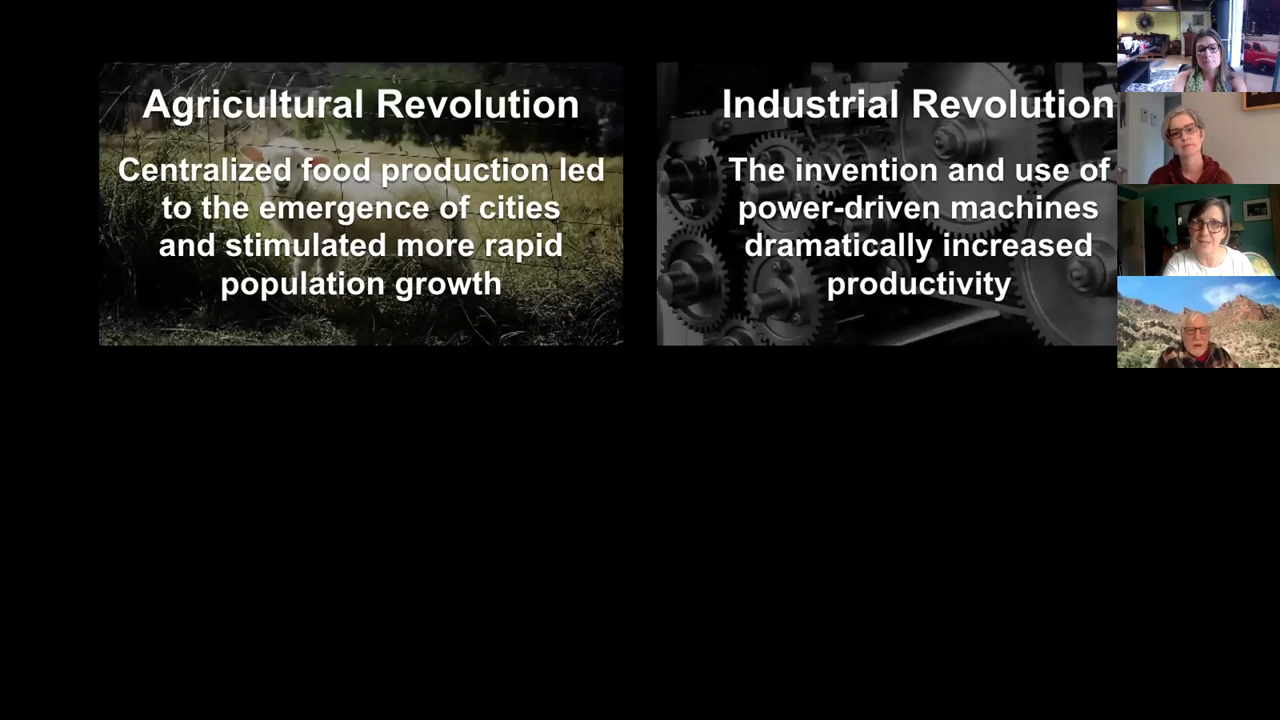 Agricultural Revolution
Centralized food production led
to the emergence of cities
and stimulated more rapid
population growth
Industrial Revolution
The invention and use of
power-driven machines
dramatically increased
productivity